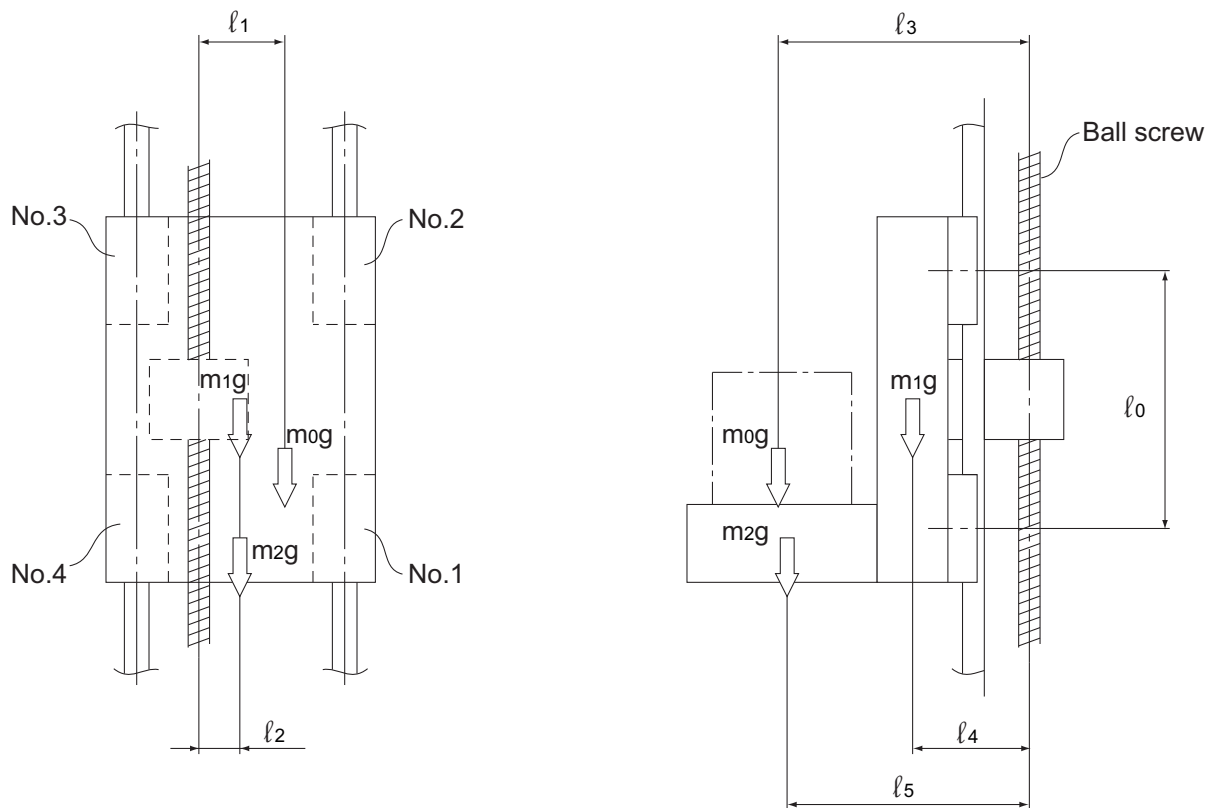 ℓ1
No.3
No.2
m1g
m0g
m2g
No.4
No.1
ℓ2
ℓ3
Ball screw
m1g
ℓ0
m0g
m2g
ℓ4
ℓ5